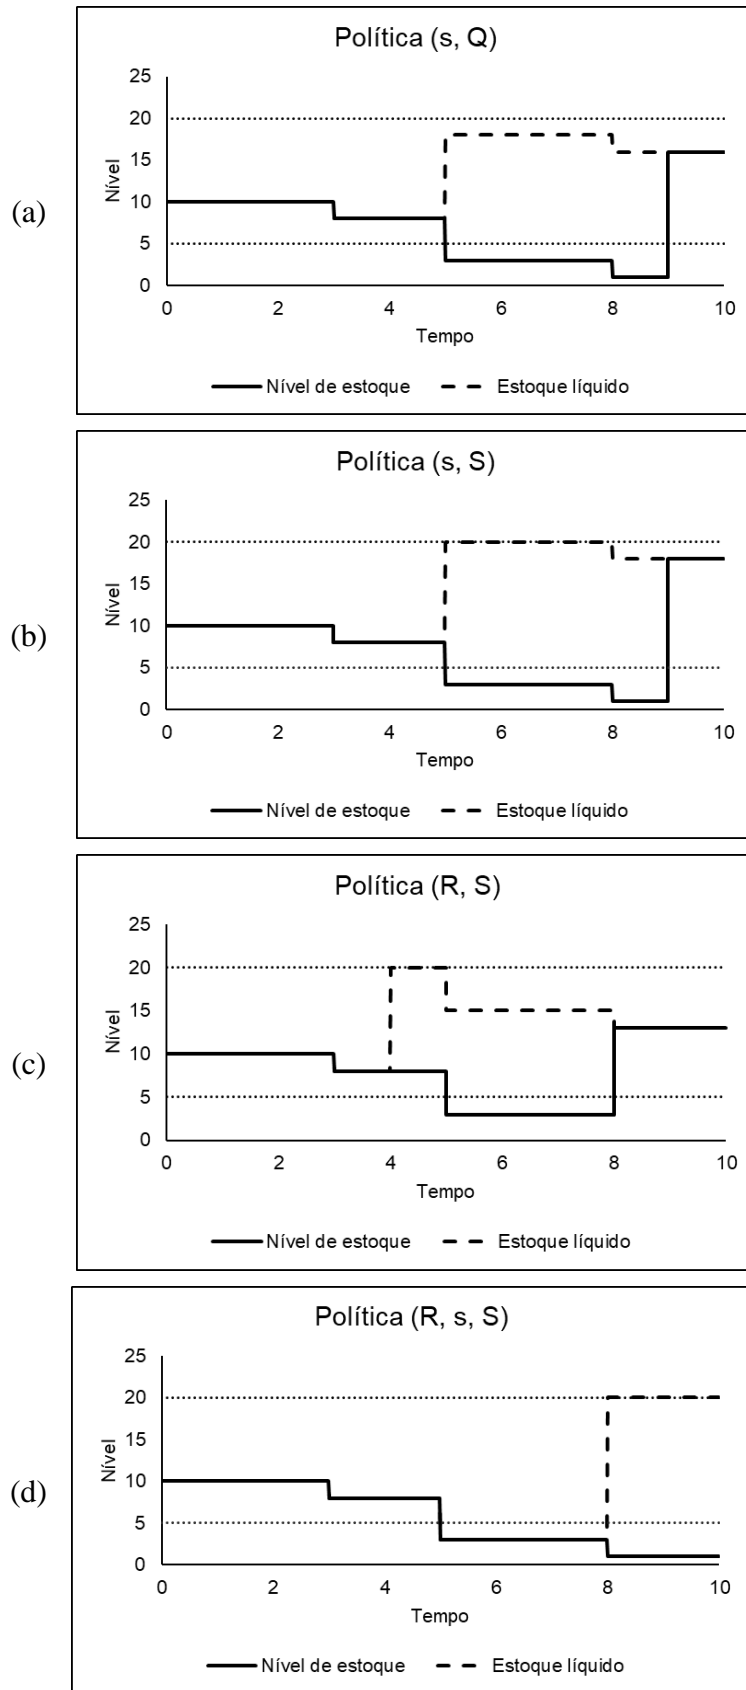 (a)
Política (s, Q)
Nível
25
20
15
10
5
0
0 2 4 6 8 10
Tempo
Nível de estoque Estoque líquido
(b)
Política (s, S)
Nível
25
20
15
10
5
0
0 2 4 6 8 10
Tempo
Nível de estoque Estoque líquido
(c)
Política (R, S)
Nível
25
20
15
10
5
0
0 2 4 6 8 10
Tempo
Nível de estoque Estoque líquido
(d)
Política (R, s, S)
Nível
25
20
15
10
5
0
0 2 4 6 8 10
Tempo
Nível de estoque Estoque líquido